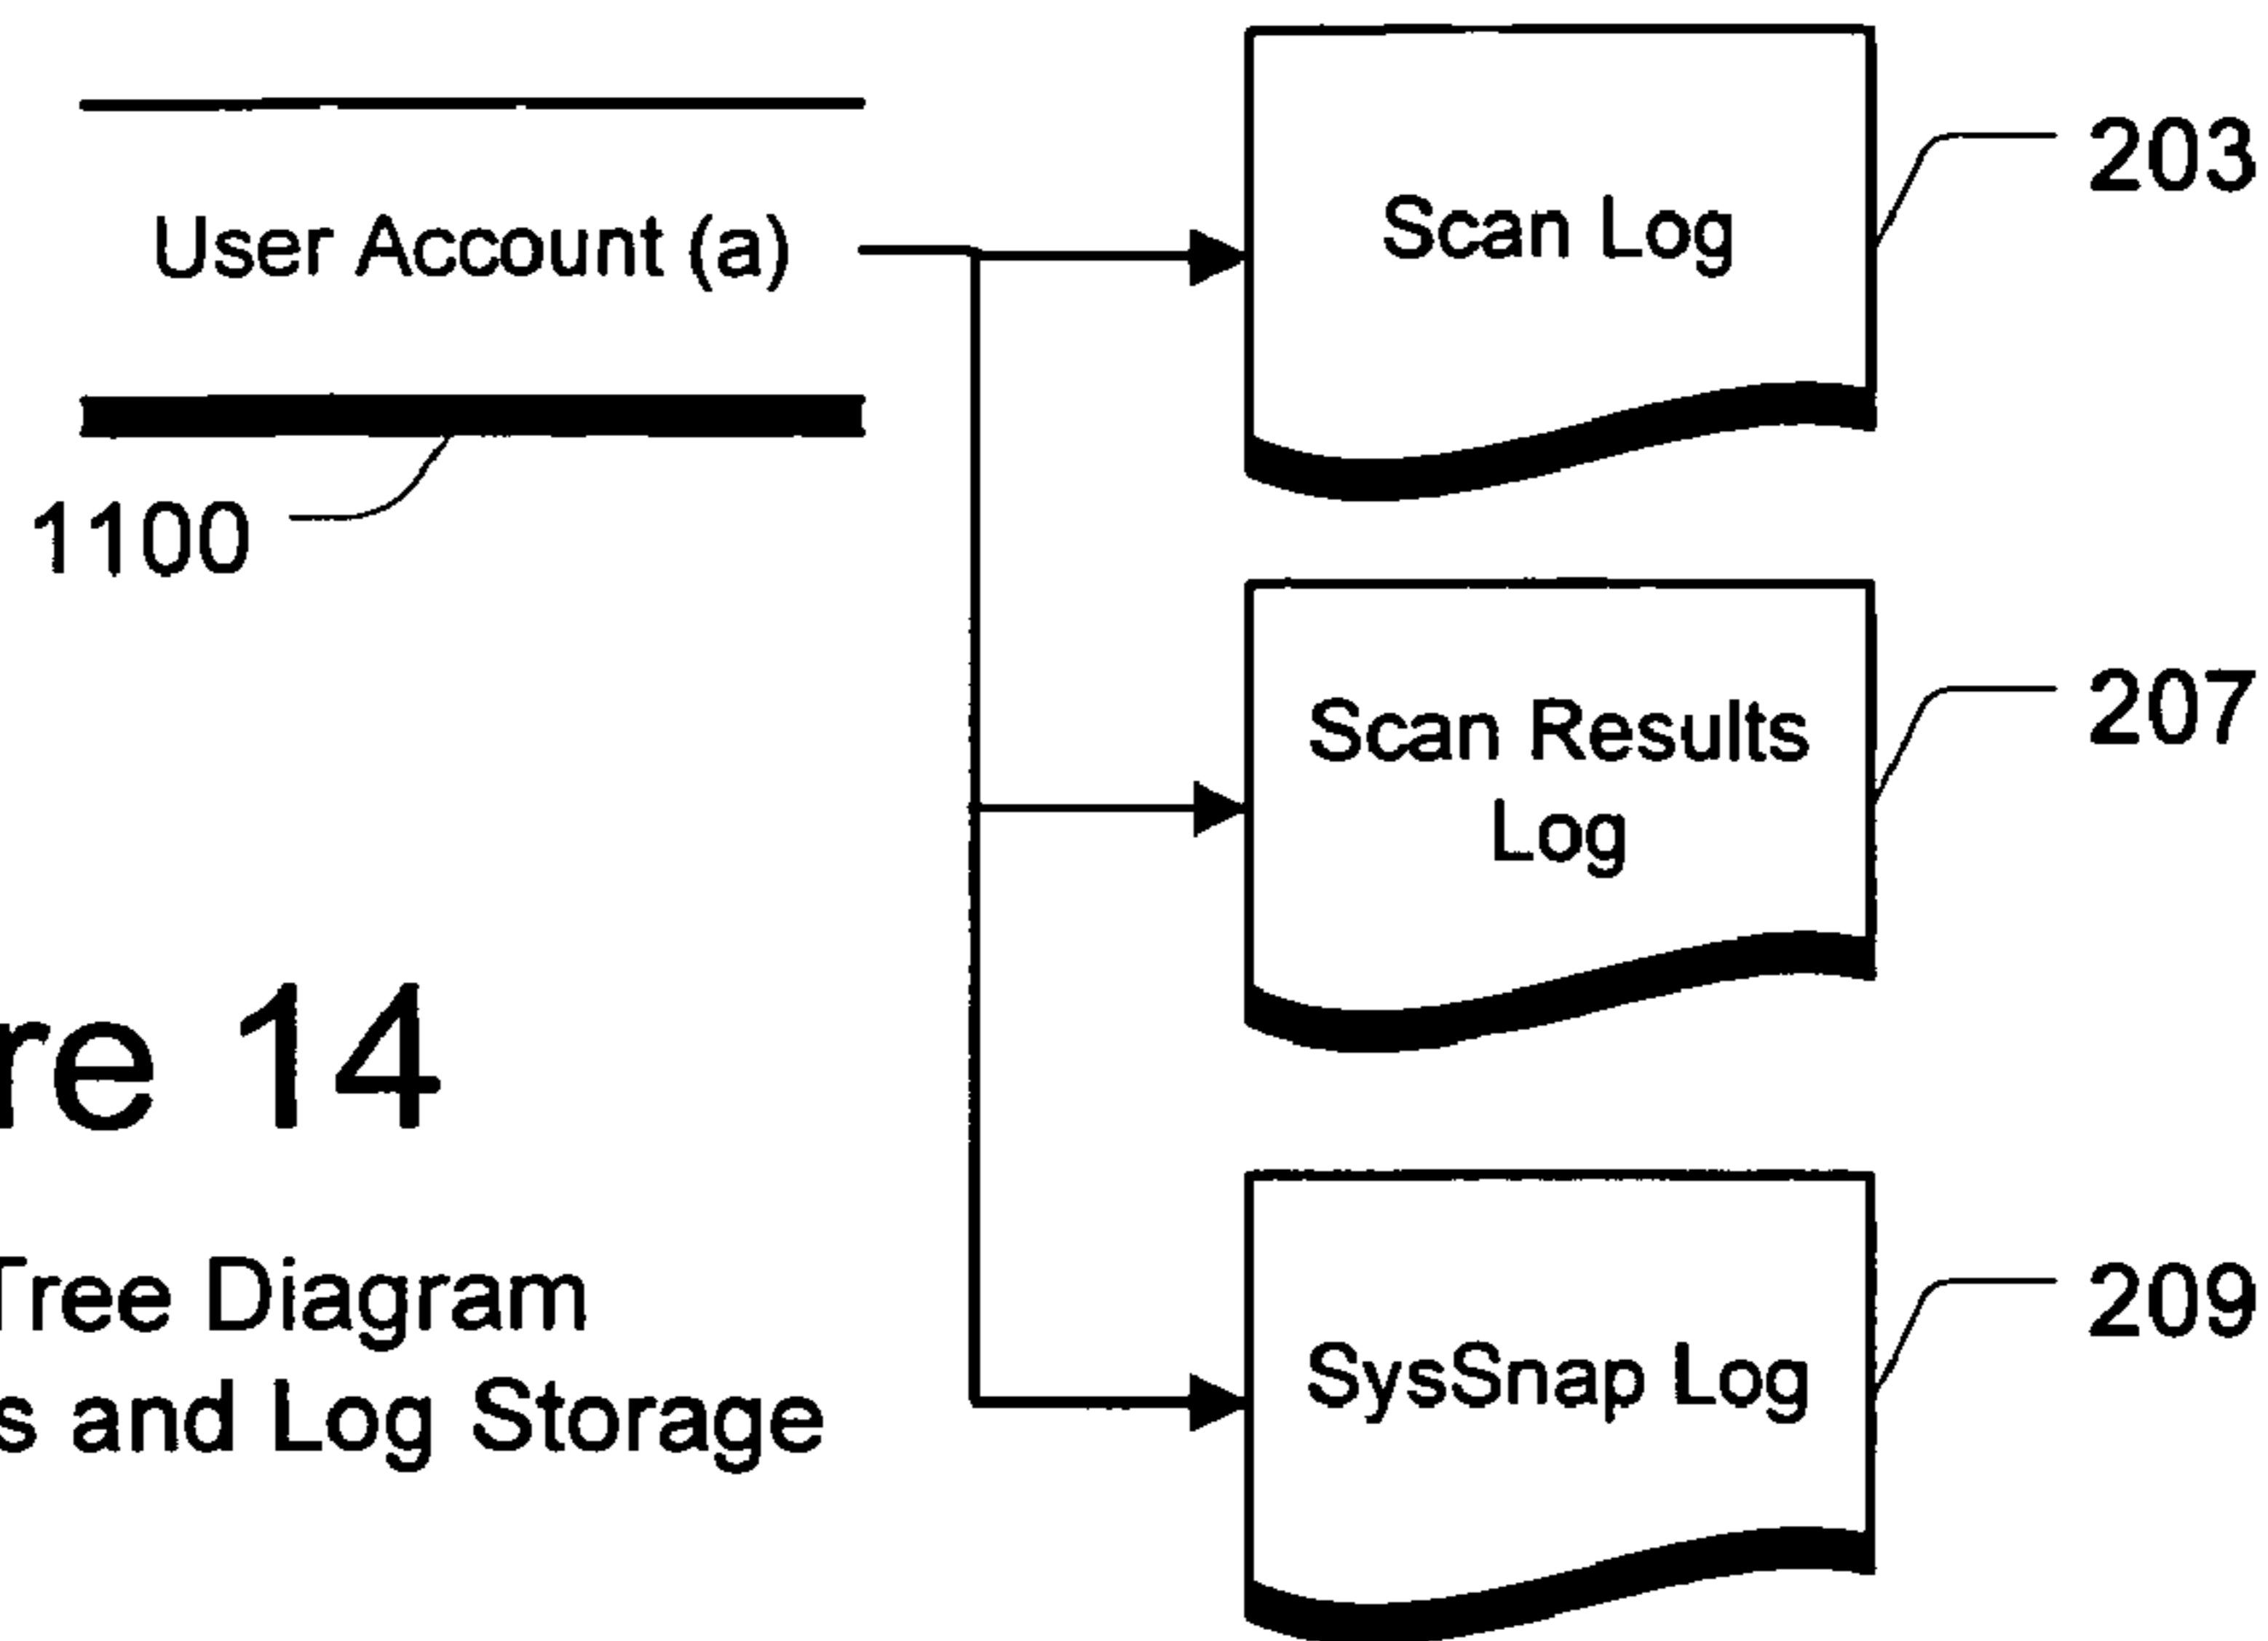 User Account (a)
1100
Scan Log
203
Scan Results
Log
207
SysSnap Log
209
re 14
Tree Diagram
s and Log Storage